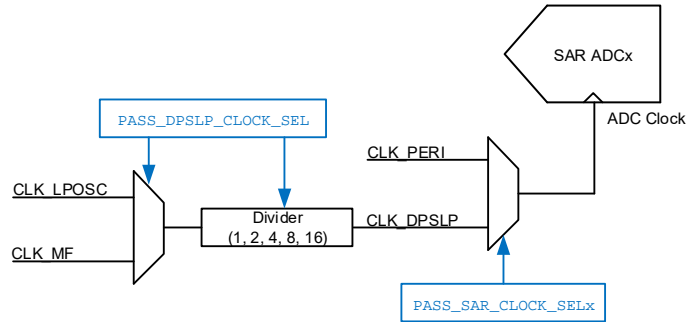 SAR ADCx
ADC Clock
PASS_DPSLP_CLOCK_SEL
CLK_PERI
CLK_LPOSC
Divider
(1, 2, 4, 8, 16)
CLK_DPSLP
CLK_MF
PASS_SAR_CLOCK_SELx